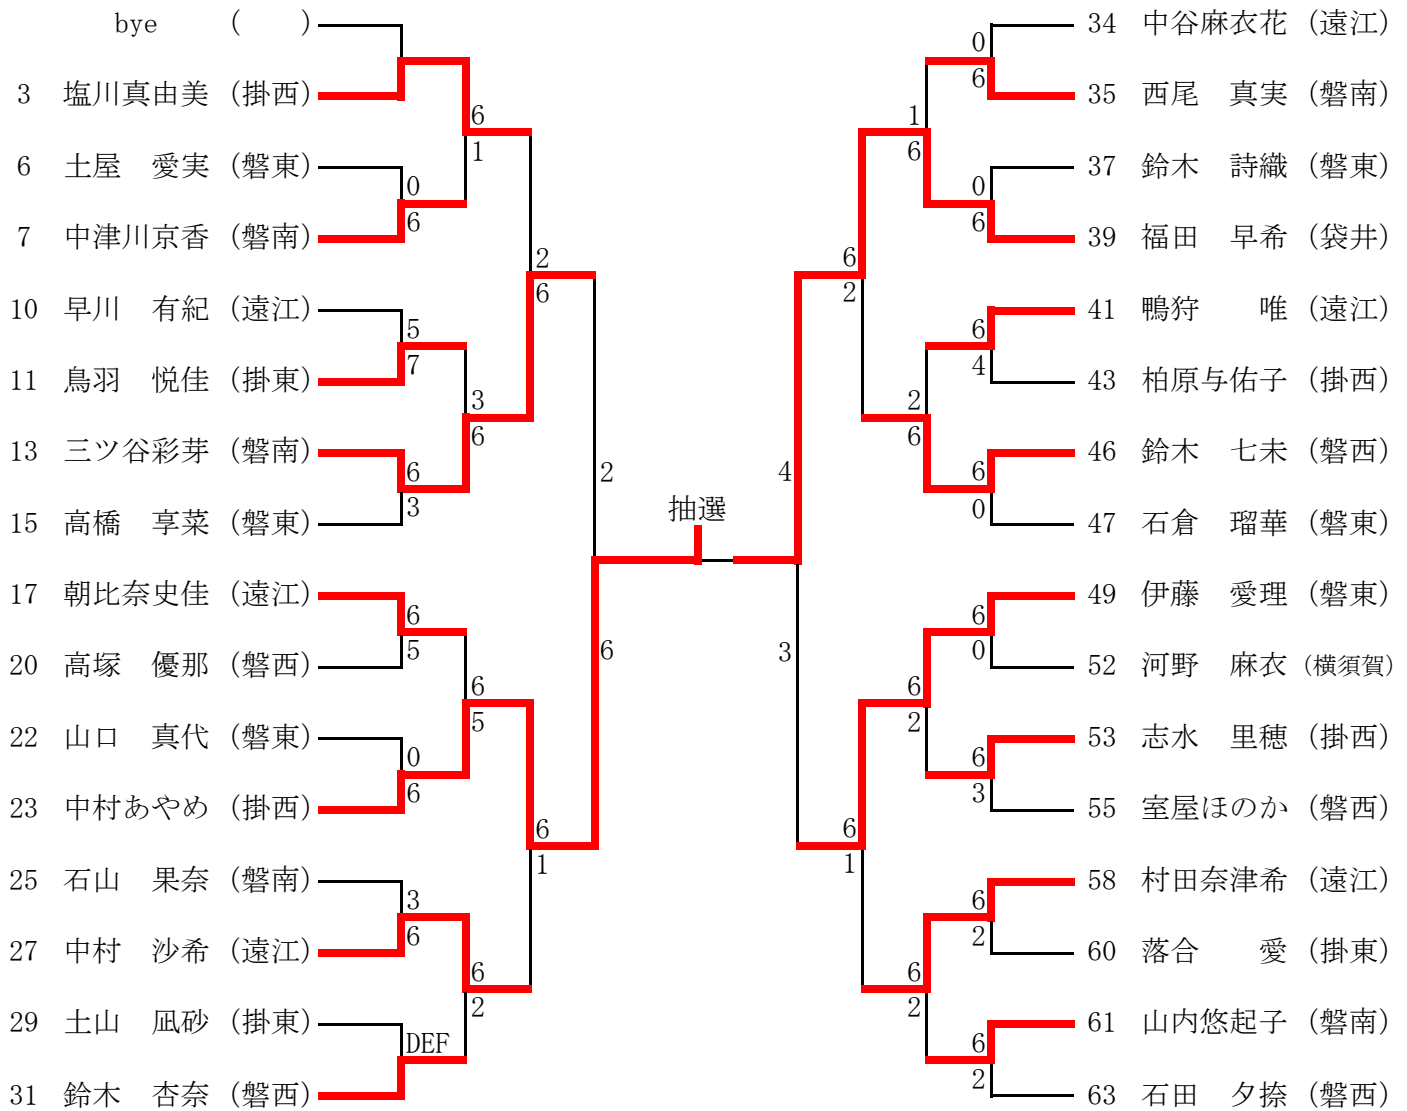 bye （　　）
3 塩川真由美（掛西）
6 土屋　愛実（磐東）
7 中津川京香（磐南）
10 早川　有紀（遠江）
11 鳥羽　悦佳（掛東）
13 三ツ谷彩芽（磐南）
15 高橋　享菜（磐東）
17 朝比奈史佳（遠江）
20 高塚　優那（磐西）
22 山口　真代（磐東）
23 中村あやめ（掛西）
25 石山　果奈（磐南）
27 中村　沙希（遠江）
29 土山　凪砂（掛東）
31 鈴木　杏奈（磐西）
0
6
5
7
6
3
6
5
0
6
3
6
DEF
6
1
3
6
6
5
6
2
2
6
6
1
2
6
抽選
4
3
6
2
6
1
1
6
2
6
6
2
6
2
0
6
0
6
6
4
6
0
6
0
6
3
6
2
6
2
34 中谷麻衣花（遠江）
35 西尾　真実（磐南）
37 鈴木　詩織（磐東）
39 福田　早希（袋井）
41 鴨狩　　唯（遠江）
43 柏原与佑子（掛西）
46 鈴木　七未（磐西）
47 石倉　瑠華（磐東）
49 伊藤　愛理（磐東）
52 河野　麻衣（横須賀）
53 志水　里穂（掛西）
55 室屋ほのか（磐西）
58 村田奈津希（遠江）
60 落合　　愛（掛東）
61 山内悠起子（磐南）
63 石田　夕捺（磐西）